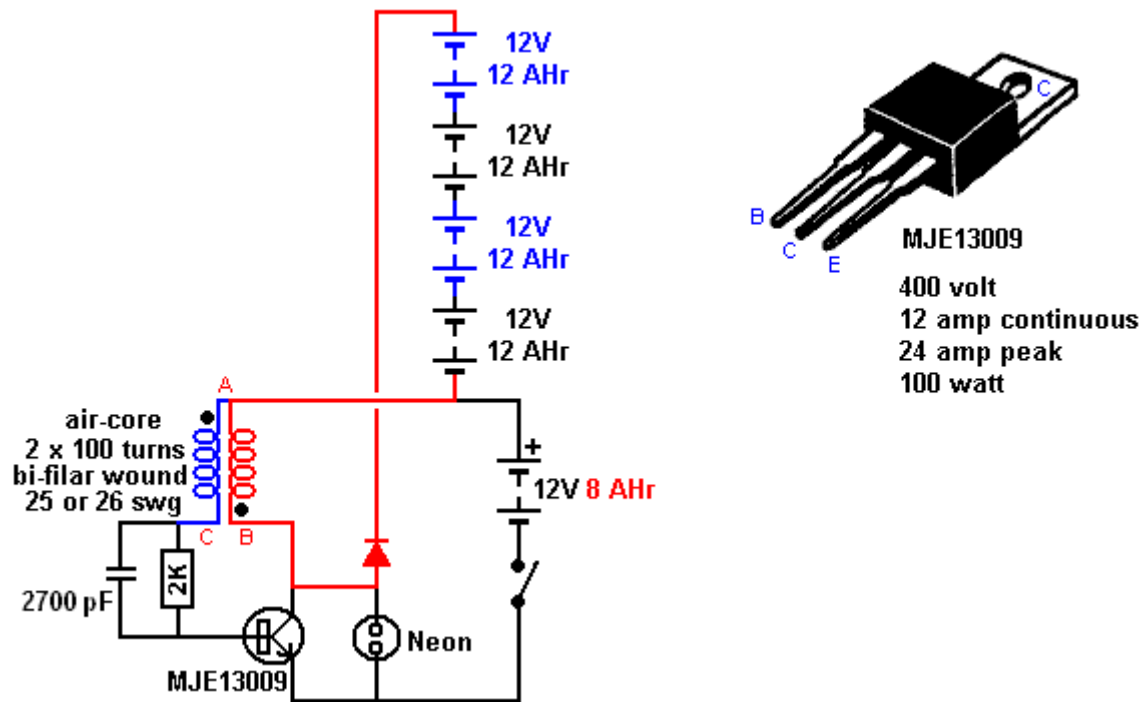 12V
12 AHr
12V
12 AHr
12V
12 AHr
12V
12 AHr
A
air-core
2 x 100 turns
bi-filar wound
25 or 26 swg
C
B
+
12V 8 AHr
2700 pF
2K
Neon
MJE13009
C
B
C
E
MJE13009
400 volt
12 amp continuous
24 amp peak
100 watt